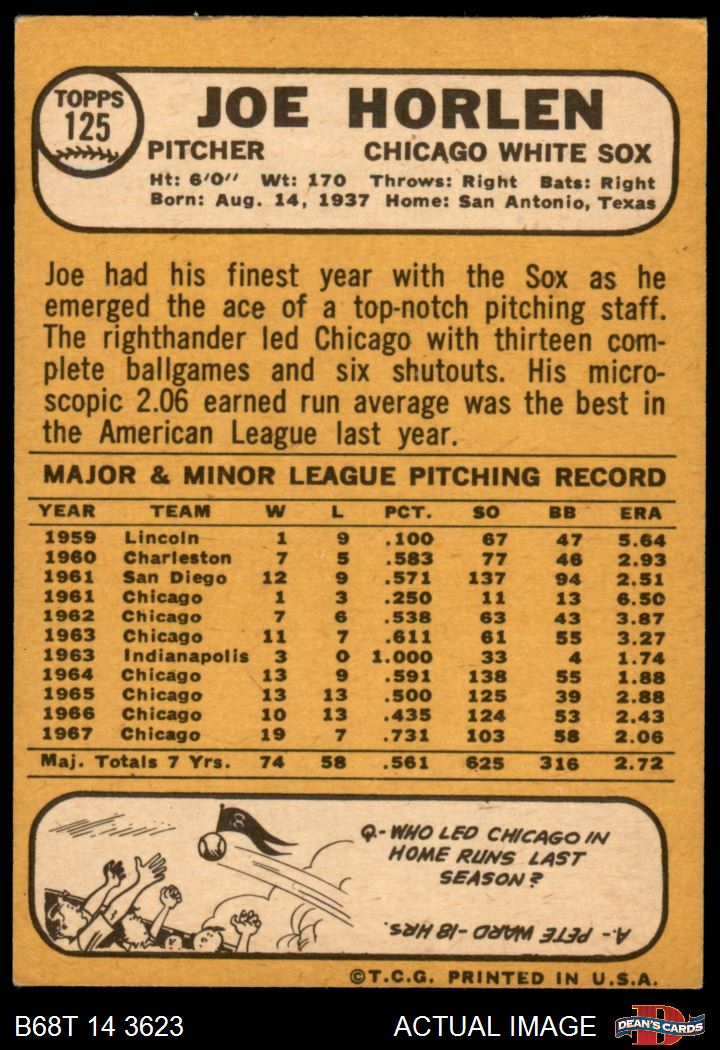 TOPPS
125
JOE HORLEN
PITCHER CHICAGO WHITE SOX
Ht: 6'0" Wt: 170 Throws: Right Bats: Right
Born: Aug. 14, 1937 Home: San Antonio, Texas
Joe had his finest year with the Sox as he
emerged the ace of a top-notch pitching staff.
The righthander led Chicago with thirteen com-
plete ballgames and six shutouts. His micro-
scopic 2.06 earned run average was the best in
the American League last year.
MAJOR & MINOR LEAGUE PITCHING RECORD
YEAR TEAM W L PCT. SO BB ERA
1959 Lincoln 1 9 .100 67 47 5.64
1960 Charleston 7 5 .583 77 46 2.93
1961 San Diego 12 9 .571 137 94 2.51
1961 Chicago 1 3 .250 11 13 6.50
1962 Chicago 7 6 .538 63 43 3.87
1963 Chicago 11 7 .611 61 55 3.27
1963 Indianapolis 3 0 1.000 33 4 1.74
1964 Chicago 13 9 .591 138 55 1.88
1965 Chicago 13 13 .500 125 39 2.88
1966 Chicago 10 13 .435 124 53 2.43
1967 Chicago 19 7 .731 103 58 2.06
Maj. Totals 7 Yrs. 74 58 .561 625 316 2.72
8
Q-WHO LED CHICAGO IN
HOME RUNS LAST
SEASON?
A- PETE WARD-18 HRS.
©T.C.G. PRINTED IN U.S.A.
B68T 14 3623 ACTUAL IMAGE
D
DEAN'S CARDS